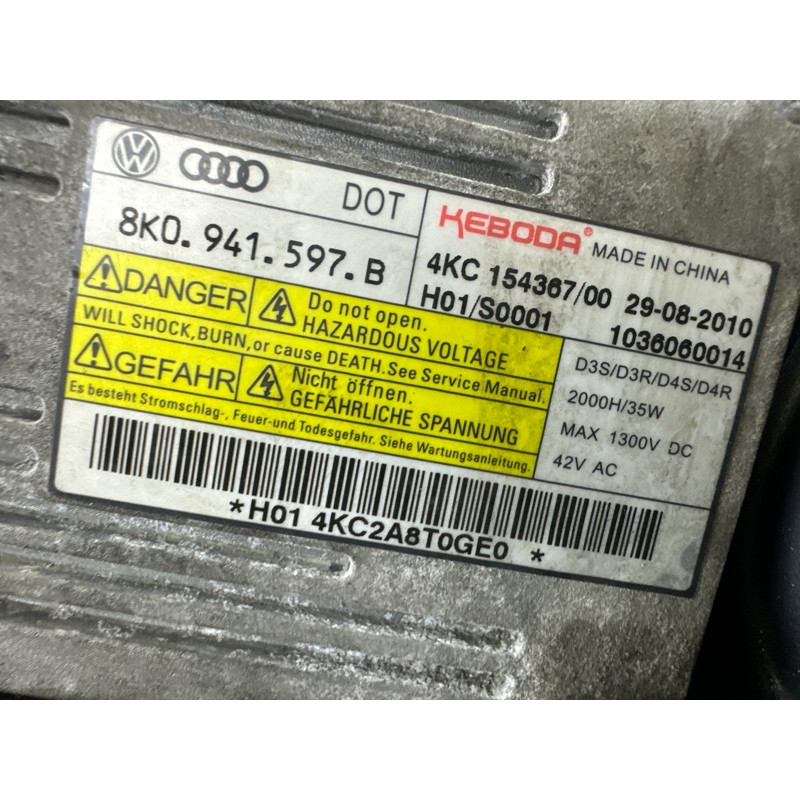 DOT
8K0. 941. 597. B
KEBODA® MADE IN CHINA
4KC 154367/00 29-08-2010
H01/S0001 1036060014
DANGER Do not open.
HAZARDOUS VOLTAGE
WILL SHOCK,BURN,or cause DEATH.See Service Manual.
GEFAHR Nicht öffnen.
GEFÄHRLICHE SPANNUNG
Es besteht Stromschlag-, Feuer-und Todesgefahr. Siehe Wartungsanleitung.
D3S/D3R/D4S/D4R
2000H/35W
MAX 1300V DC
42V AC
*H01 4KC2A8T0GE0 *